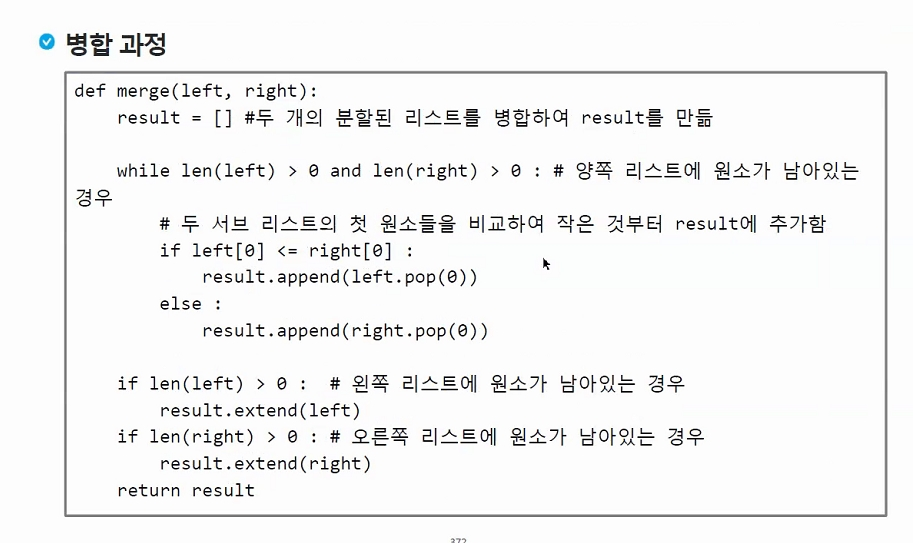 병합 과정
def merge(left, right):
    result = [] #두 개의 분할된 리스트를 병합하여 result를 만듦
    while len(left) > 0 and len(right) > 0 : # 양쪽 리스트에 원소가 남아있는
경우
        # 두 서브 리스트의 첫 원소들을 비교하여 작은 것부터 result에 추가함
        if left[0] <= right[0] :
            result.append(left.pop(0))
        else :
            result.append(right.pop(0))
    if len(left) > 0 :  # 왼쪽 리스트에 원소가 남아있는 경우
        result.extend(left)
    if len(right) > 0 : # 오른쪽 리스트에 원소가 남아있는 경우
        result.extend(right)
    return result
372